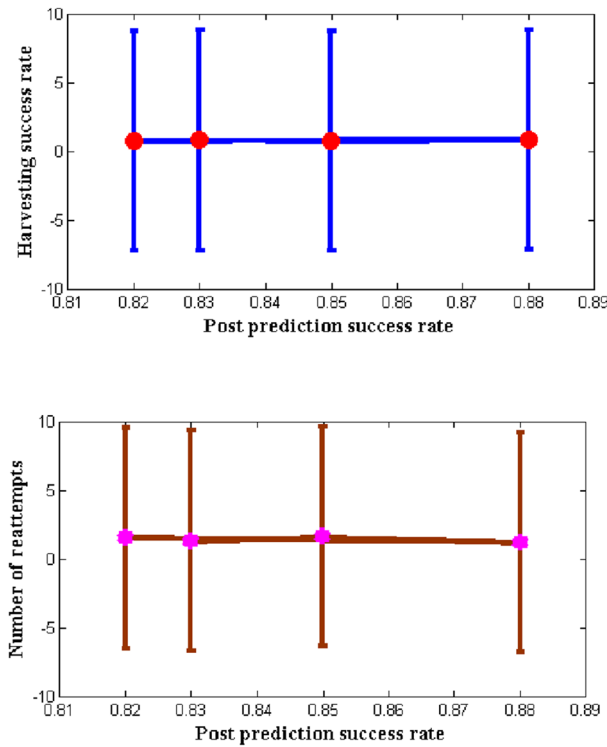 10
5
Harvesting success rate
0
-5
-10
0.81 0.82 0.83 0.84 0.85 0.86 0.87 0.88 0.89
Post prediction success rate
10
5
Number of reattempts
0
-5
-10
0.81 0.82 0.83 0.84 0.85 0.86 0.87 0.88 0.89
Post prediction success rate